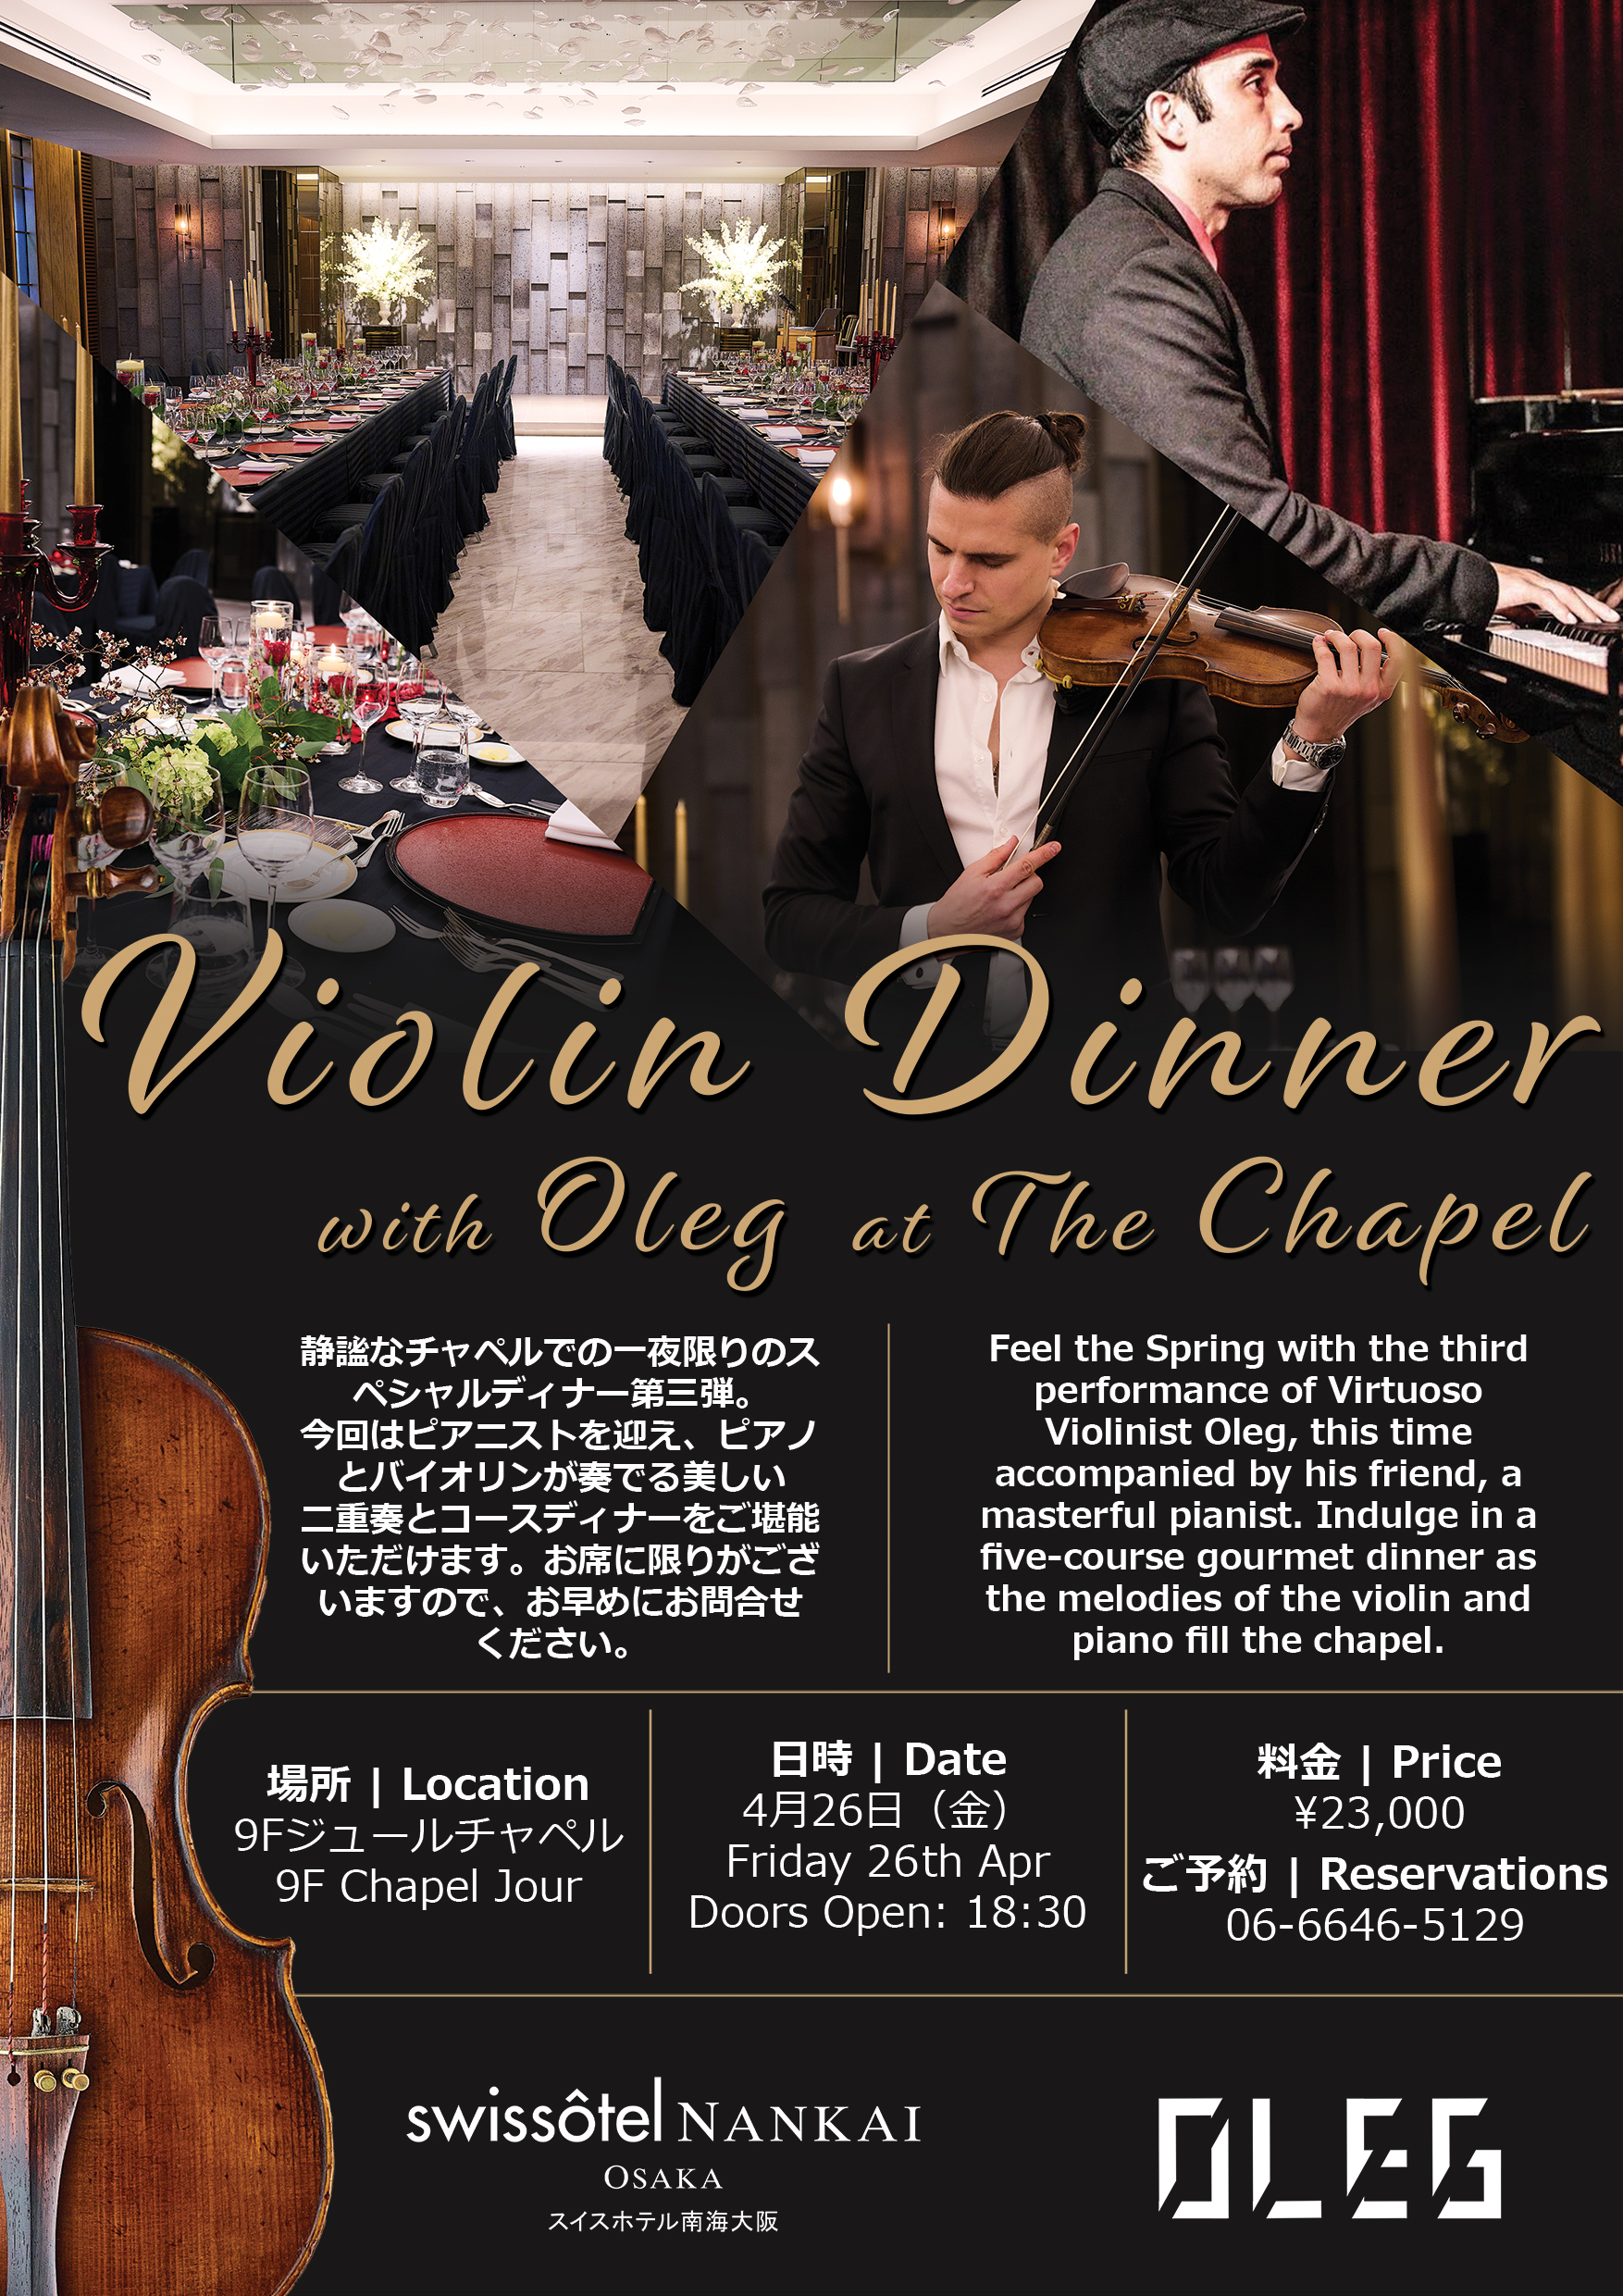 Violin Dinner
with Oleg at The Chapel
静謐なチャペルでの一夜限りのス
ペシャルディナー第三弾。
今回はピアニストを迎え、ピアノ
とバイオリンが奏でる美しい
二重奏とコースディナーをご堪能
いただけます。お席に限りがござ
いますので、お早めにお問合せ
ください。
Feel the Spring with the third
performance of Virtuoso
Violinist Oleg, this time
accompanied by his friend, a
masterful pianist. Indulge in a
five-course gourmet dinner as
the melodies of the violin and
piano fill the chapel.
場所 | Location
9Fジュールチャペル
9F Chapel Jour
日時 | Date
4月26日（金）
Friday 26th Apr
Doors Open: 18:30
料金 | Price
¥23,000
ご予約 | Reservations
06-6646-5129
swissôtel NANKAI
OSAKA
スイスホテル南海大阪
OLEG